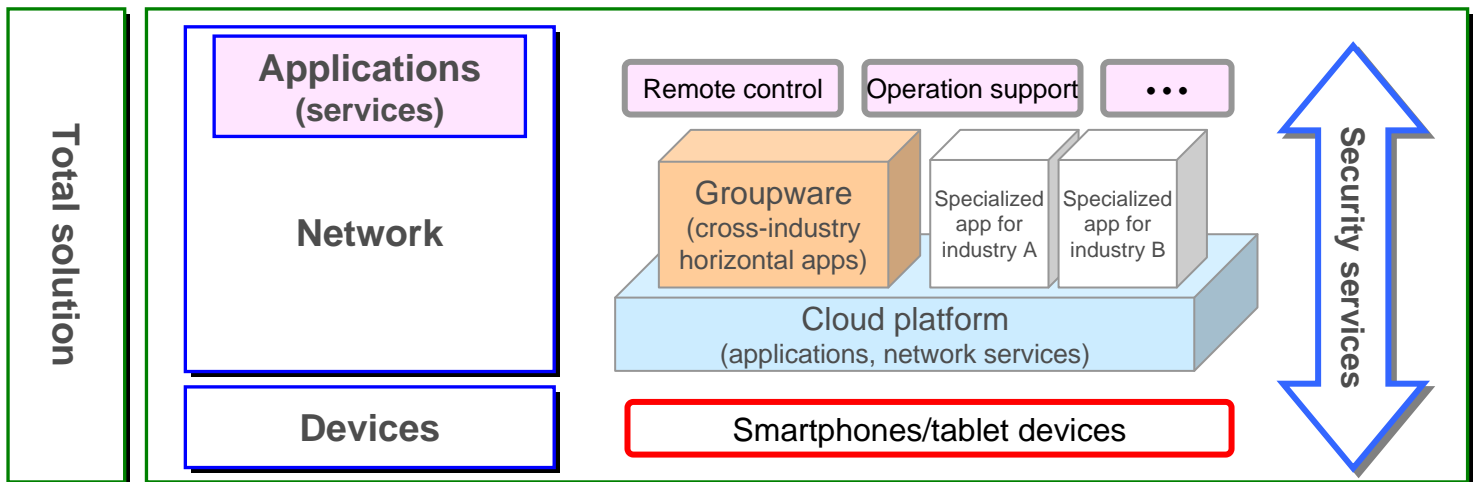 Total solution
Applications
(services)
Network
Devices
Remote control
Operation support
•••
Groupware
(cross-industry
horizontal apps)
Specialized
app for
industry A
Specialized
app for
industry B
Cloud platform
(applications, network services)
Smartphones/tablet devices
Security services